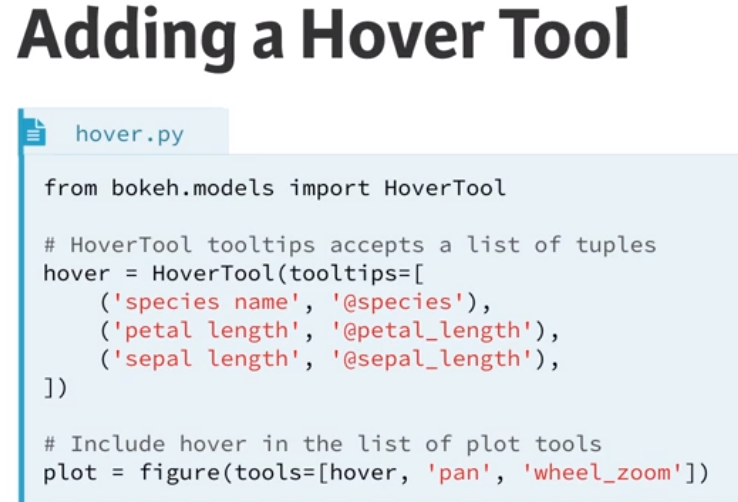 Adding a Hover Tool
hover.py
from bokeh.models import HoverTool
# HoverTool tooltips accepts a list of tuples
hover = HoverTool(tooltips=[
    ('species name', '@species'),
    ('petal length', '@petal_length'),
    ('sepal length', '@sepal_length'),
])
# Include hover in the list of plot tools
plot = figure(tools=[hover, 'pan', 'wheel_zoom'])